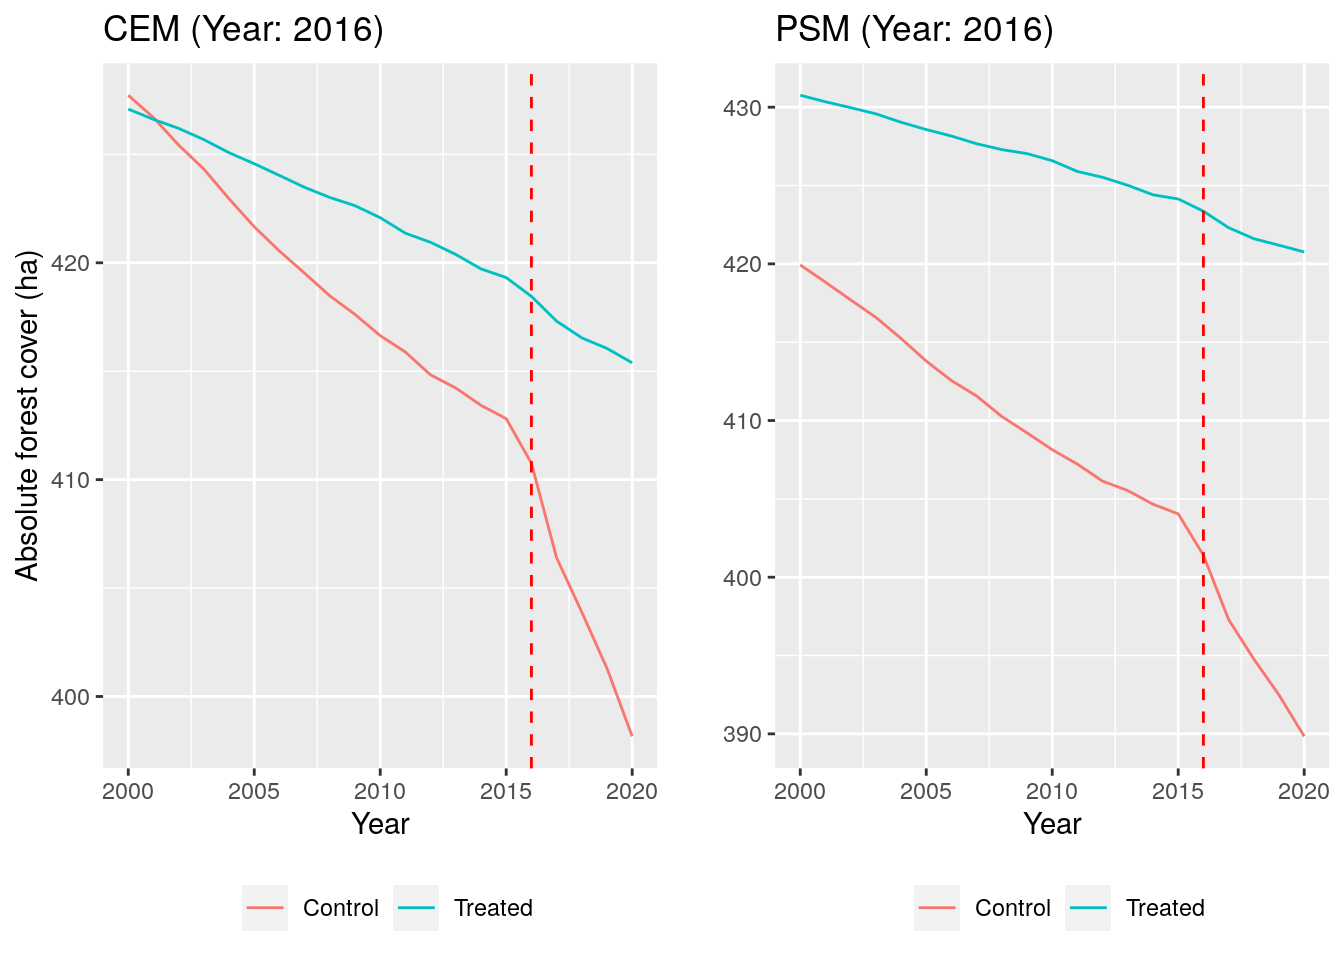 CEM (Year: 2016)
Absolute forest cover (ha)
420
410
400
2000 2005 2010 2015 2020
Year
Control Treated
PSM (Year: 2016)
430
420
410
400
390
2000 2005 2010 2015 2020
Year
Control Treated